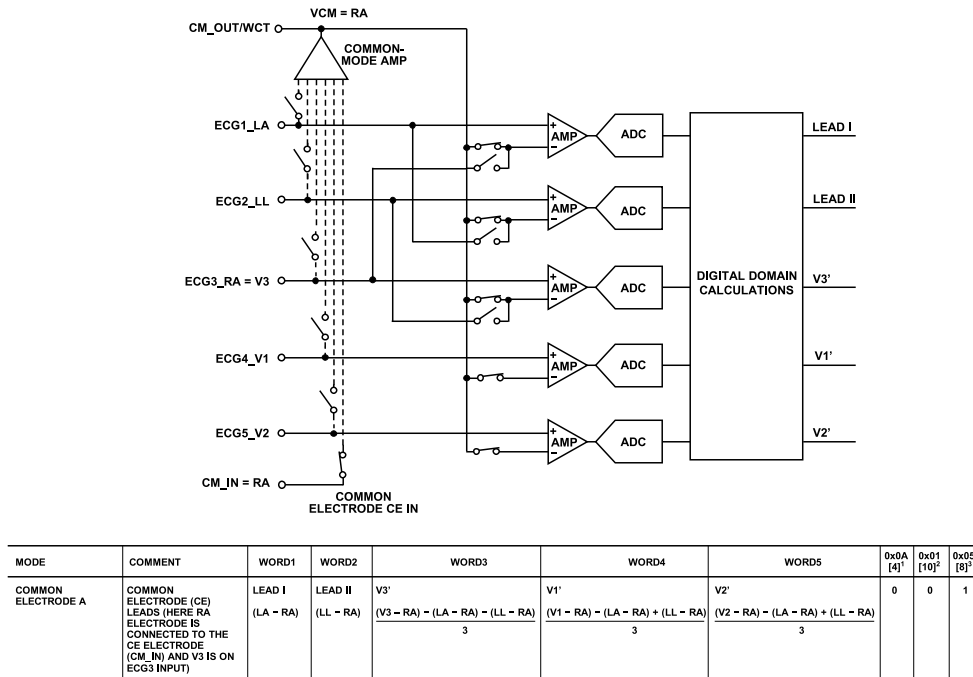 VCM = RA
CM_OUT/WCT
COMMON-
MODE AMP
ECG1_LA
+
AMP
−
ADC
LEAD I
ECG2_LL
+
AMP
−
ADC
LEAD II
ECG3_RA = V3
+
AMP
−
ADC
DIGITAL DOMAIN
CALCULATIONS
V3'
ECG4_V1
+
AMP
−
ADC
V1'
ECG5_V2
+
AMP
−
ADC
V2'
CM_IN = RA
COMMON
ELECTRODE CE IN
MODE COMMENT WORD1 WORD2 WORD3 WORD4 WORD5 0x0A [4]1 0x01 [10]2 0x05 [8]3
COMMON
ELECTRODE A
COMMON
ELECTRODE (CE)
LEADS (HERE RA
ELECTRODE IS
CONNECTED TO THE
CE ELECTRODE
(CM_IN) AND V3 IS ON
ECG3 INPUT)
LEAD I
(LA − RA)
LEAD II
(LL − RA)
V3'
(V3 − RA) − (LA − RA) − (LL − RA)
3
V1'
(V1 − RA) − (LA − RA) + (LL − RA)
3
V2'
(V2 − RA) − (LA − RA) + (LL − RA)
3
0
0
1